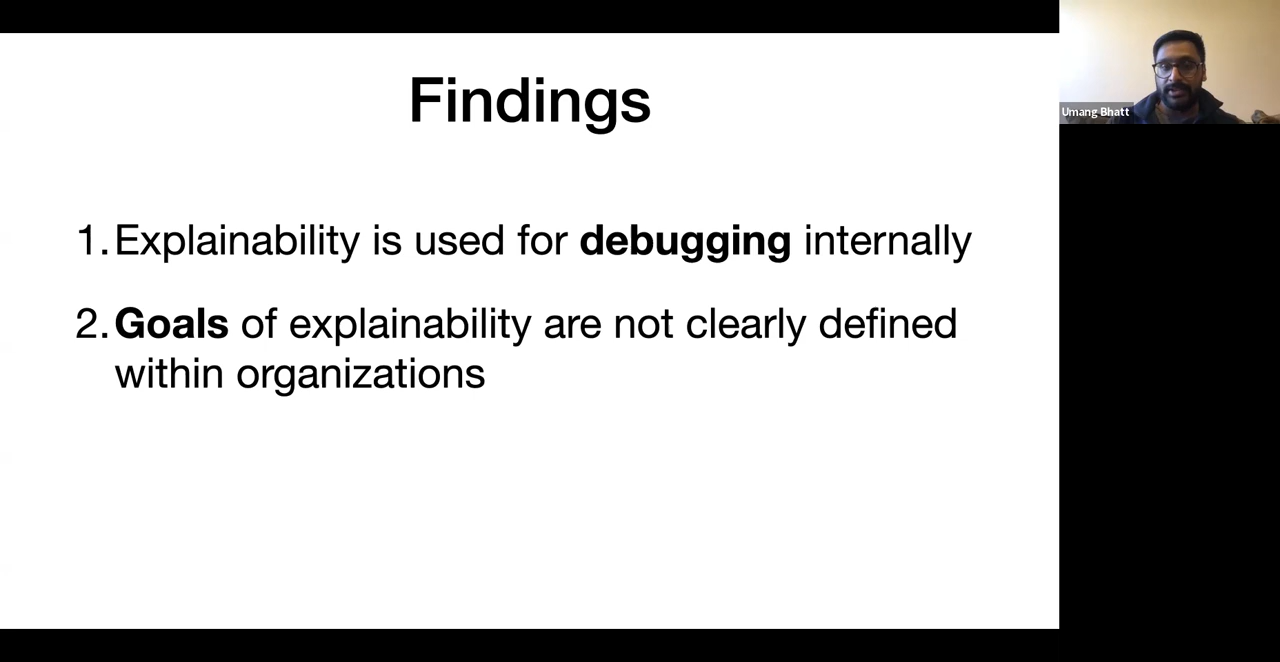 Findings
1. Explainability is used for debugging internally
2. Goals of explainability are not clearly defined
within organizations
Umang Bhatt